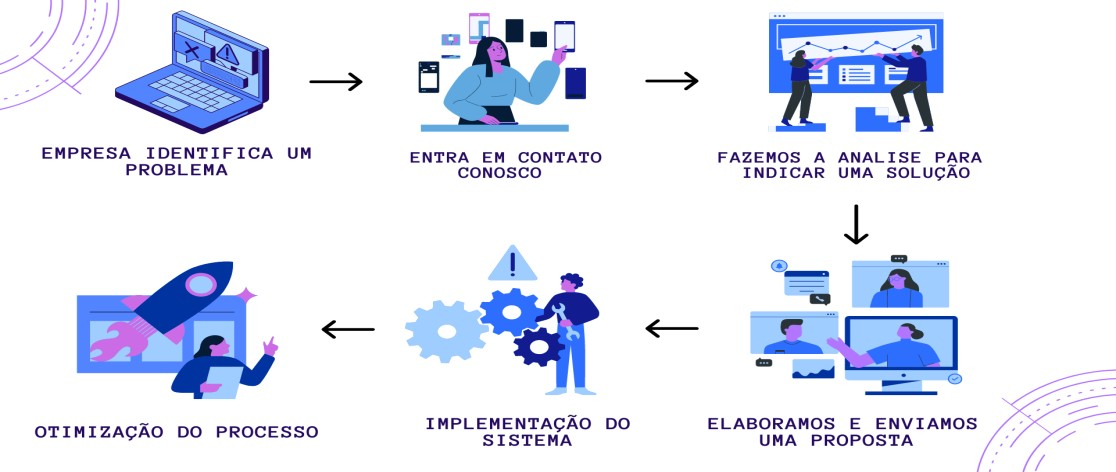 EMPRESA IDENTIFICA UM
PROBLEMA
ENTRA EM CONTATO
CONOSCO
FAZEMOS A ANALISE PARA
INDICAR UMA SOLUÇÃO
ELABORAMOS E ENVIAMOS
UMA PROPOSTA
IMPLEMENTAÇÃO DO
SISTEMA
OTIMIZAÇÃO DO PROCESSO